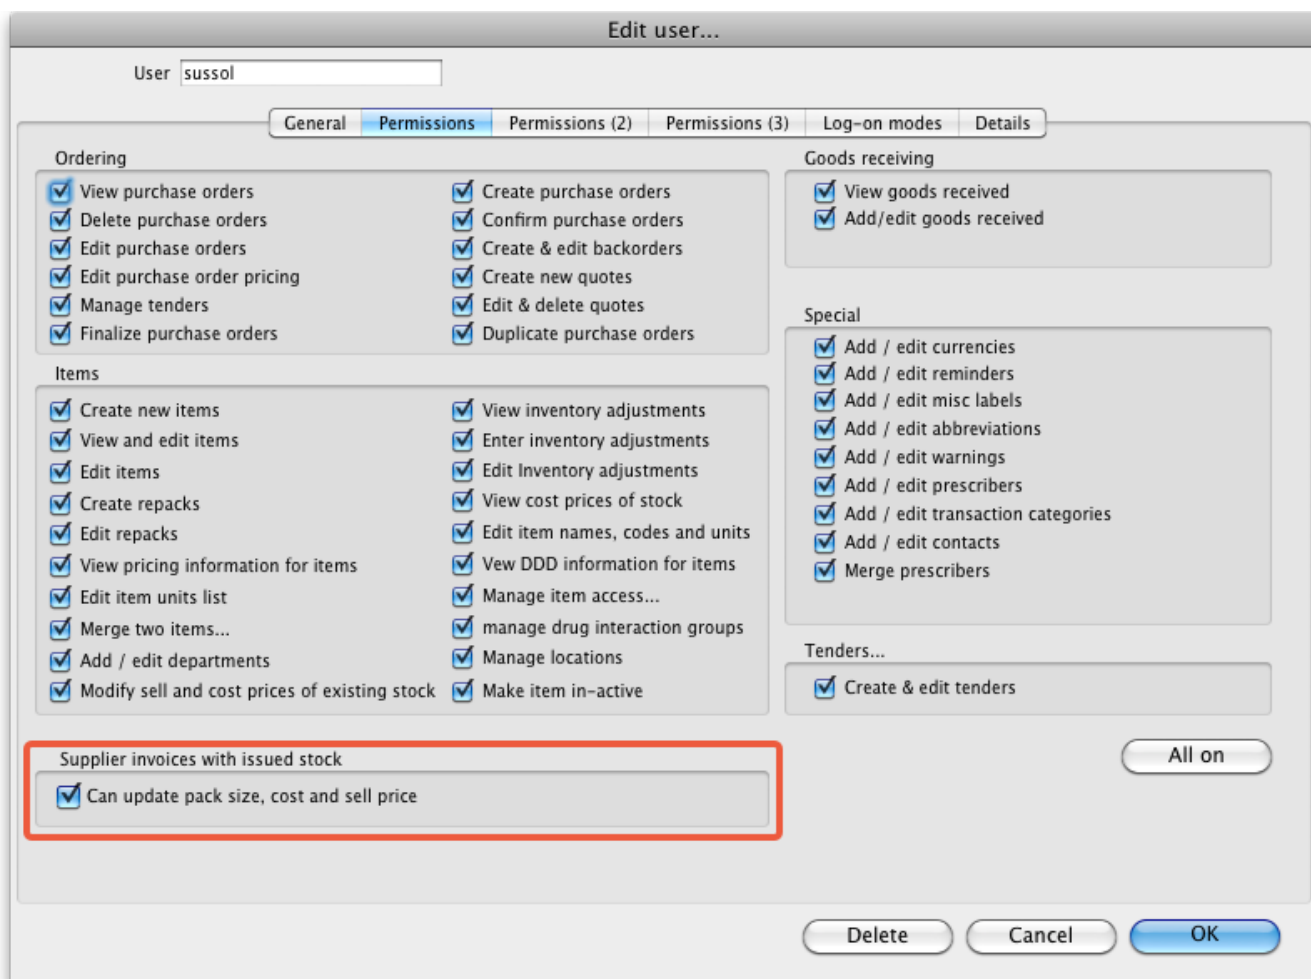 Edit user...
User sussol
General Permissions Permissions (2) Permissions (3) Log-on modes Details
Ordering
View purchase orders Create purchase orders
Delete purchase orders Confirm purchase orders
Edit purchase orders Create & edit backorders
Edit purchase order pricing Create new quotes
Manage tenders Edit & delete quotes
Finalize purchase orders Duplicate purchase orders
Items
Create new items View inventory adjustments
View and edit items Enter inventory adjustments
Edit items Edit Inventory adjustments
Create repacks View cost prices of stock
Edit repacks Edit item names, codes and units
View pricing information for items Vew DDD information for items
Edit item units list Manage item access...
Merge two items... manage drug interaction groups
Add / edit departments Manage locations
Modify sell and cost prices of existing stock Make item in-active
Supplier invoices with issued stock
Can update pack size, cost and sell price
Goods receiving
View goods received
Add/edit goods received
Special
Add / edit currencies
Add / edit reminders
Add / edit misc labels
Add / edit abbreviations
Add / edit warnings
Add / edit prescribers
Add / edit transaction categories
Add / edit contacts
Merge prescribers
Tenders...
Create & edit tenders
All on
Delete Cancel OK